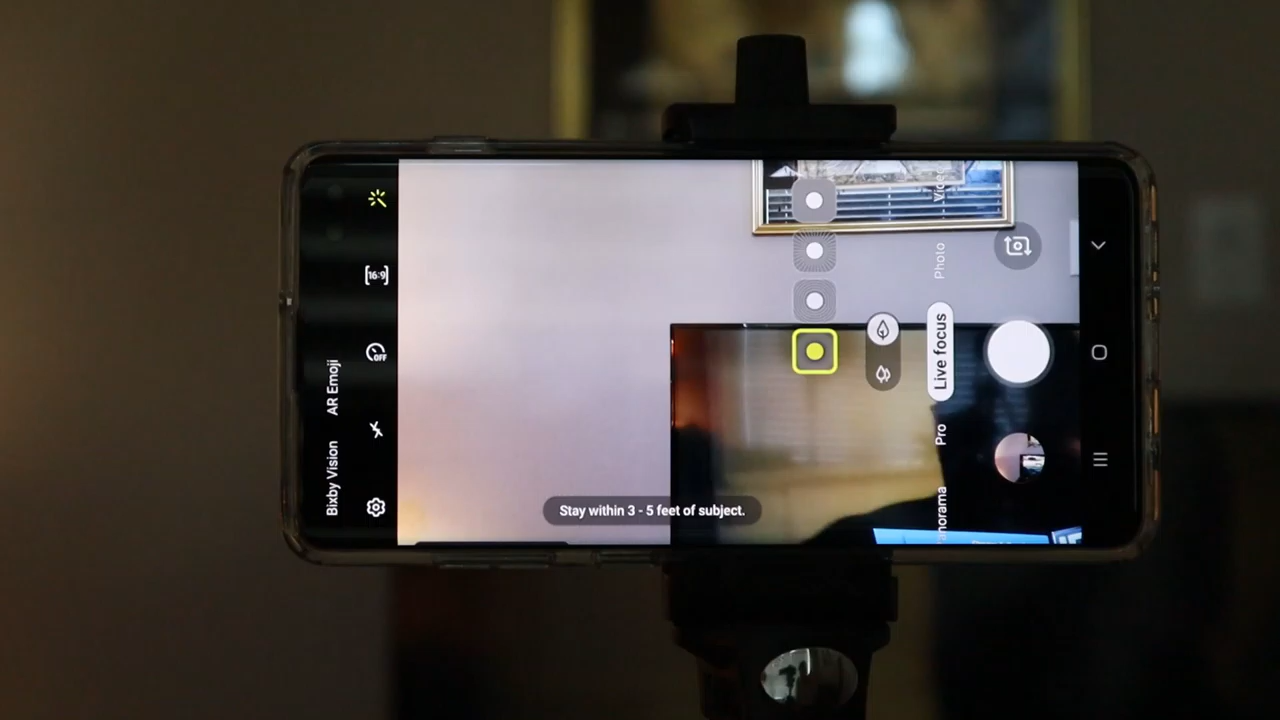 Bixby Vision
AR Emoji
16:9
OFF
Stay within 3 - 5 feet of subject.
Video
Photo
Live focus
Pro
anorama